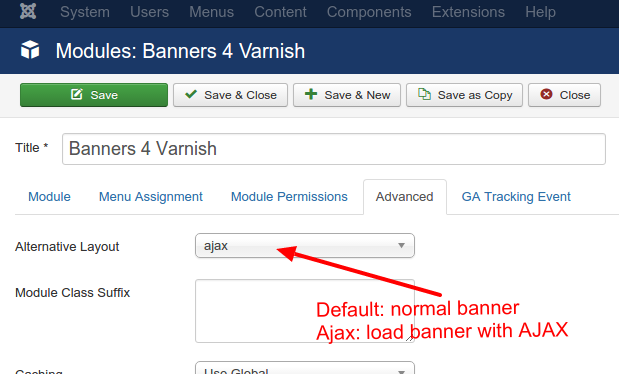 System Users Menus Content Components Extensions Help
Modules: Banners 4 Varnish
Save Save & Close Save & New Save as Copy Close
Title * Banners 4 Varnish
Module Menu Assignment Module Permissions Advanced GA Tracking Event
Alternative Layout ajax
Module Class Suffix
Default: normal banner
Ajax: load banner with AJAX
Caching Use Global